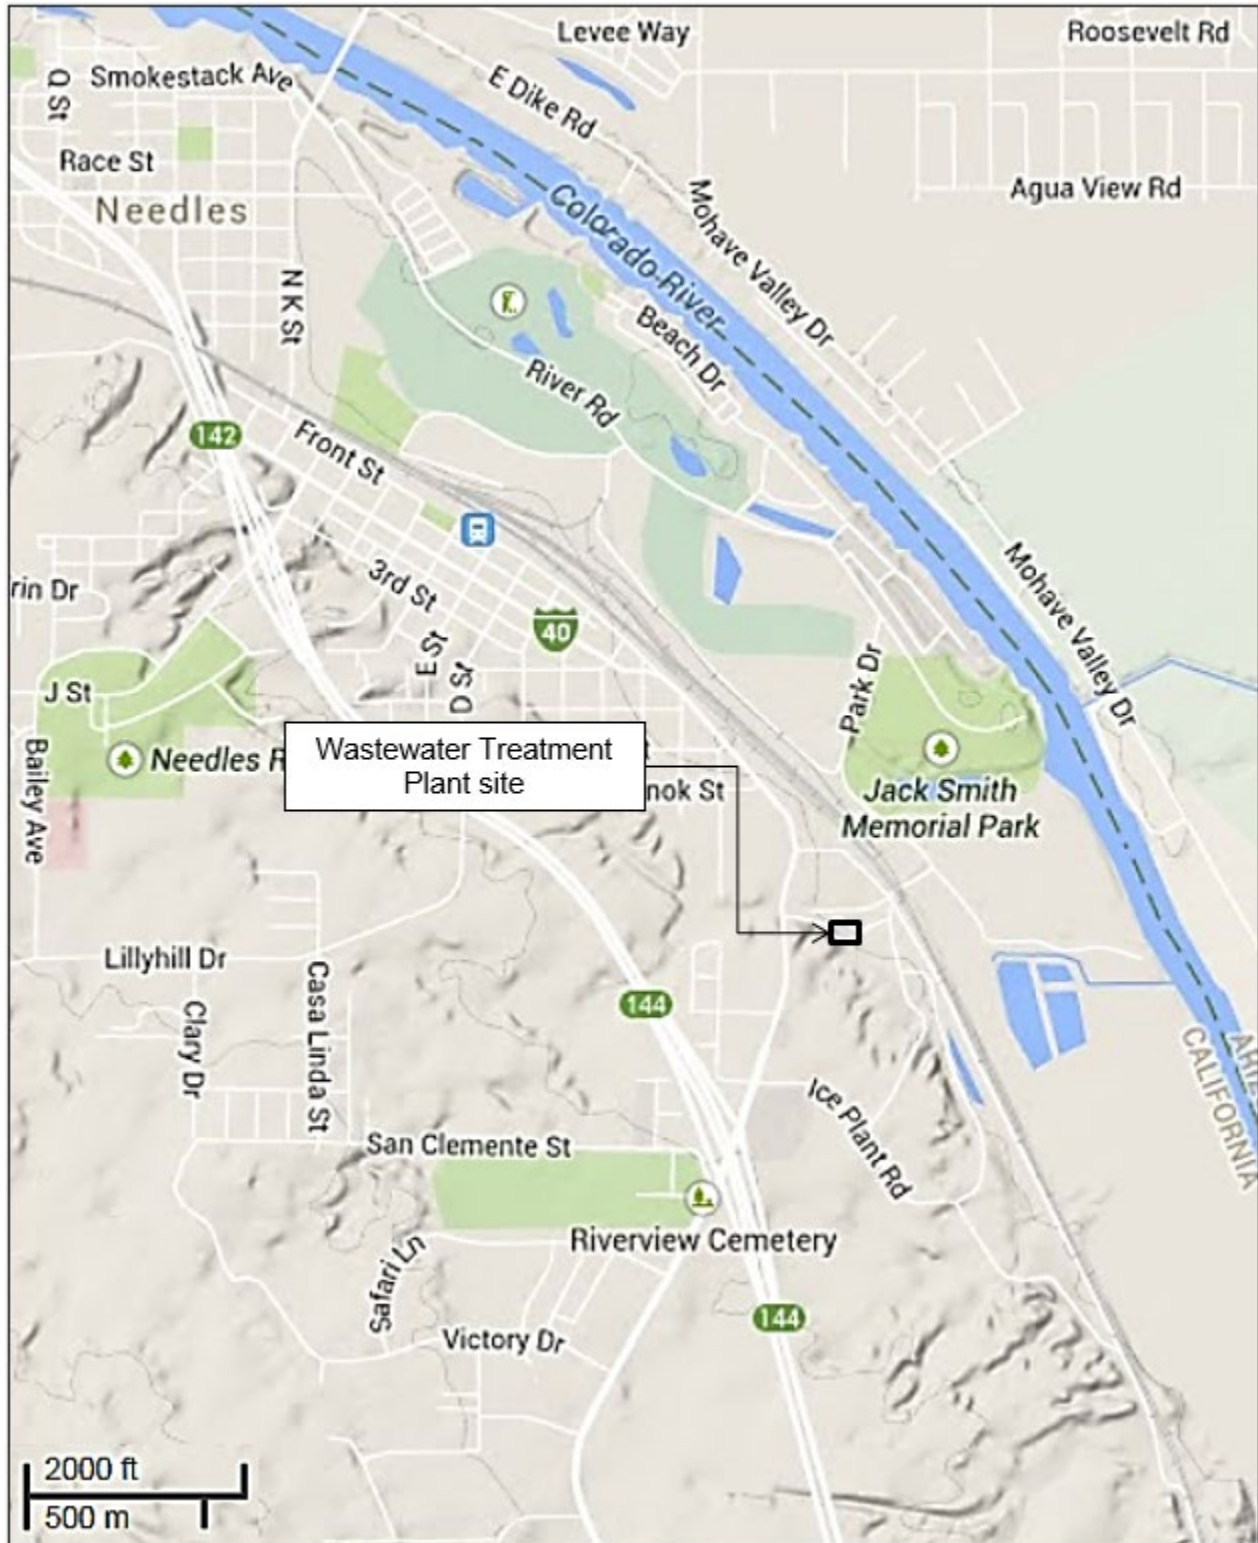 Levee Way
Roosevelt Rd
Smokestack Ave
Q St
E Dike Rd
Race St
Agua View Rd
Needles
Mohave Valley Dr
Colorado River
N K St
Beach Dr
River Rd
142
Front St
3rd St
40
Mohave Valley Dr
rin Dr
E St
D St
J St
Park Dr
Wastewater Treatment
Plant site
Needles R
nok St
Bailey Ave
Jack Smith
Memorial Park
Lillyhill Dr
Casa Linda St
Clary Dr
144
CALIFORNIA
ARIZ
Ice Plant Rd
San Clemente St
Riverview Cemetery
Safari Ln
Victory Dr
144
2000 ft
500 m